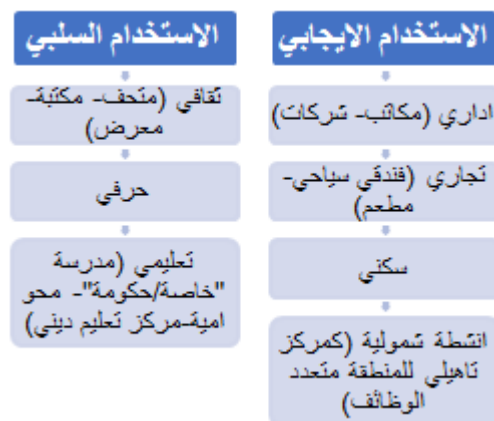 الاستخدام الايجابي
اداري (مكاتب- شركات)
تجاري (فندقي سياحي-
مطعم)
سكني
انشطة شمولية (كمركز
تاهيلي للمنطقة متعدد
الوظائف)
الاستخدام السلبي
ثقافي (متحف- مكتبة-
معرض)
حرفي
تعليمي (مدرسة
"خاصة/حكومة"- محو
امية-مركز تعليم ديني)